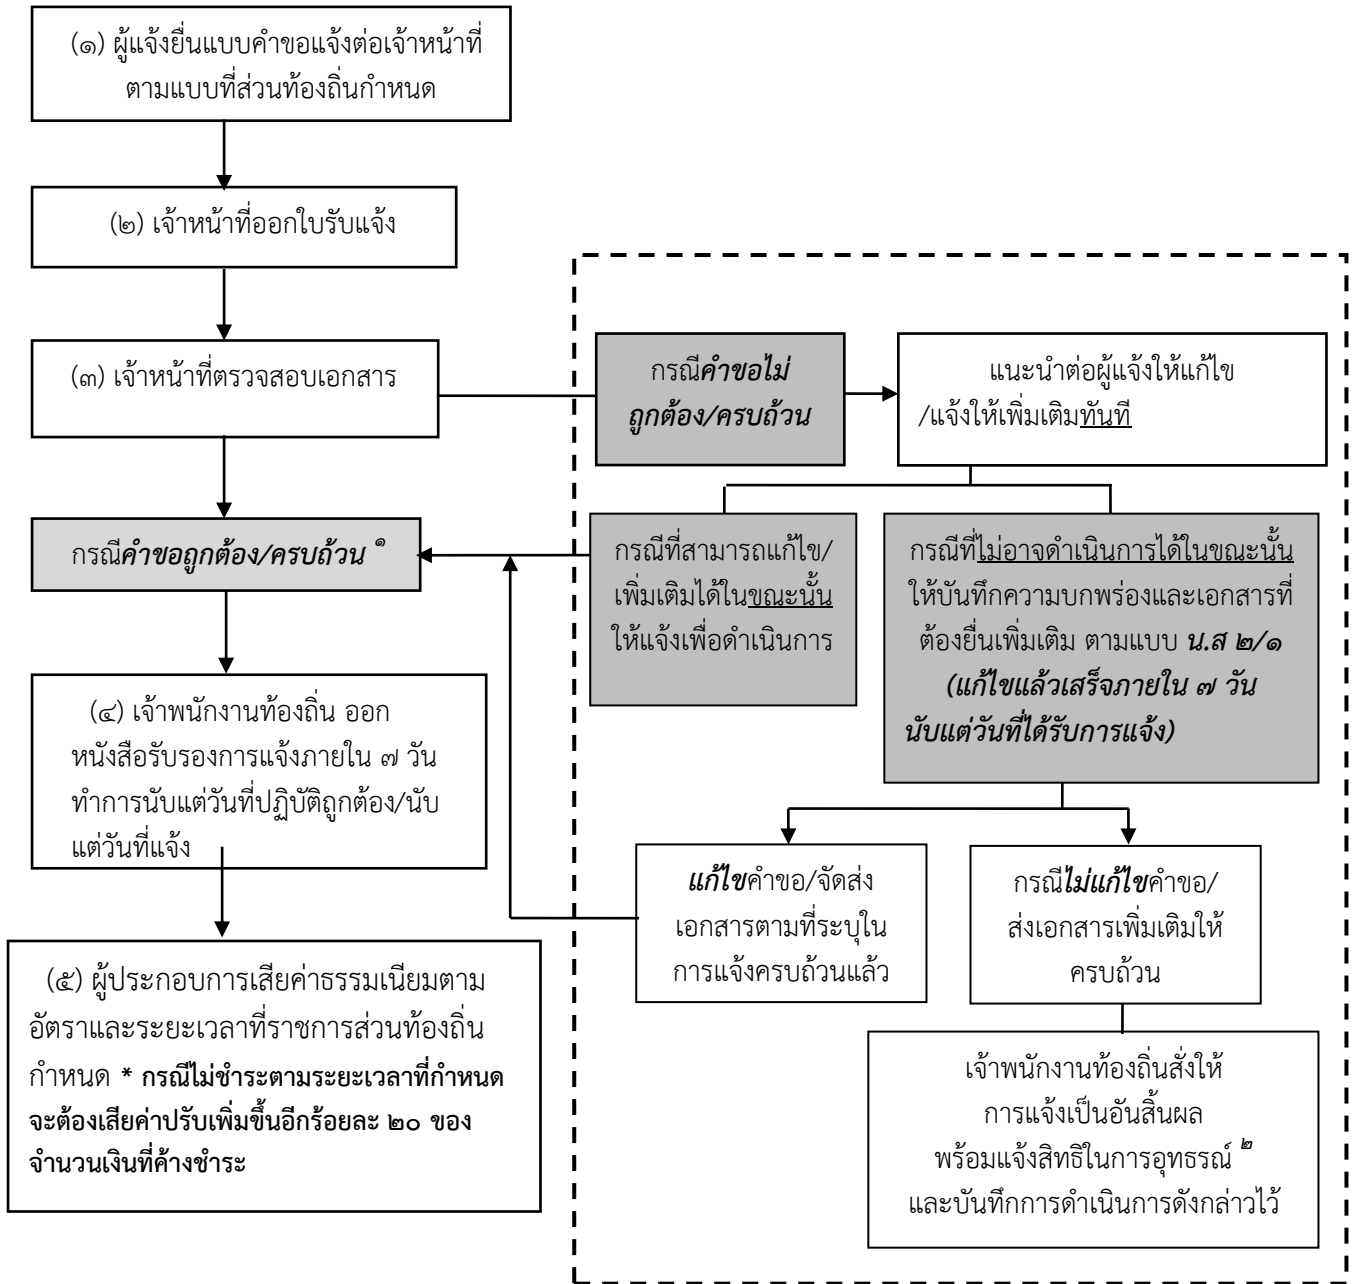 (๑) ผู้แจ้งยื่นแบบคำขอแจ้งต่อเจ้าหน้าที่
ตามแบบที่ส่วนท้องถิ่นกำหนด
(๒) เจ้าหน้าที่ออกใบรับแจ้ง
(๓) เจ้าหน้าที่ตรวจสอบเอกสาร
กรณีคำขอไม่
ถูกต้อง/ครบถ้วน
แนะนำต่อผู้แจ้งให้แก้ไข
/แจ้งให้เพิ่มเติมทันที
กรณีคำขอถูกต้อง/ครบถ้วน ๑
กรณีที่สามารถแก้ไข/
เพิ่มเติมได้ในขณะนั้น
ให้แจ้งเพื่อดำเนินการ
กรณีที่ไม่อาจดำเนินการได้ในขณะนั้น
ให้บันทึกความบกพร่องและเอกสารที่
ต้องยื่นเพิ่มเติม ตามแบบ น.ส ๒/๑
(แก้ไขแล้วเสร็จภายใน ๗ วัน
นับแต่วันที่ได้รับการแจ้ง)
(๔) เจ้าพนักงานท้องถิ่น ออก
หนังสือรับรองการแจ้งภายใน ๗ วัน
ทำการนับแต่วันที่ปฏิบัติถูกต้อง/นับ
แต่วันที่แจ้ง
แก้ไขคำขอ/จัดส่ง
เอกสารตามที่ระบุใน
การแจ้งครบถ้วนแล้ว
กรณีไม่แก้ไขคำขอ/
ส่งเอกสารเพิ่มเติมให้
ครบถ้วน
(๕) ผู้ประกอบการเสียค่าธรรมเนียมตาม
อัตราและระยะเวลาที่ราชการส่วนท้องถิ่น
กำหนด * กรณีไม่ชำระตามระยะเวลาที่กำหนด
จะต้องเสียค่าปรับเพิ่มขึ้นอีกร้อยละ ๒๐ ของ
จำนวนเงินที่ค้างชำระ
เจ้าพนักงานท้องถิ่นสั่งให้
การแจ้งเป็นอันสิ้นผล
พร้อมแจ้งสิทธิในการอุทธรณ์ ๒
และบันทึกการดำเนินการดังกล่าวไว้